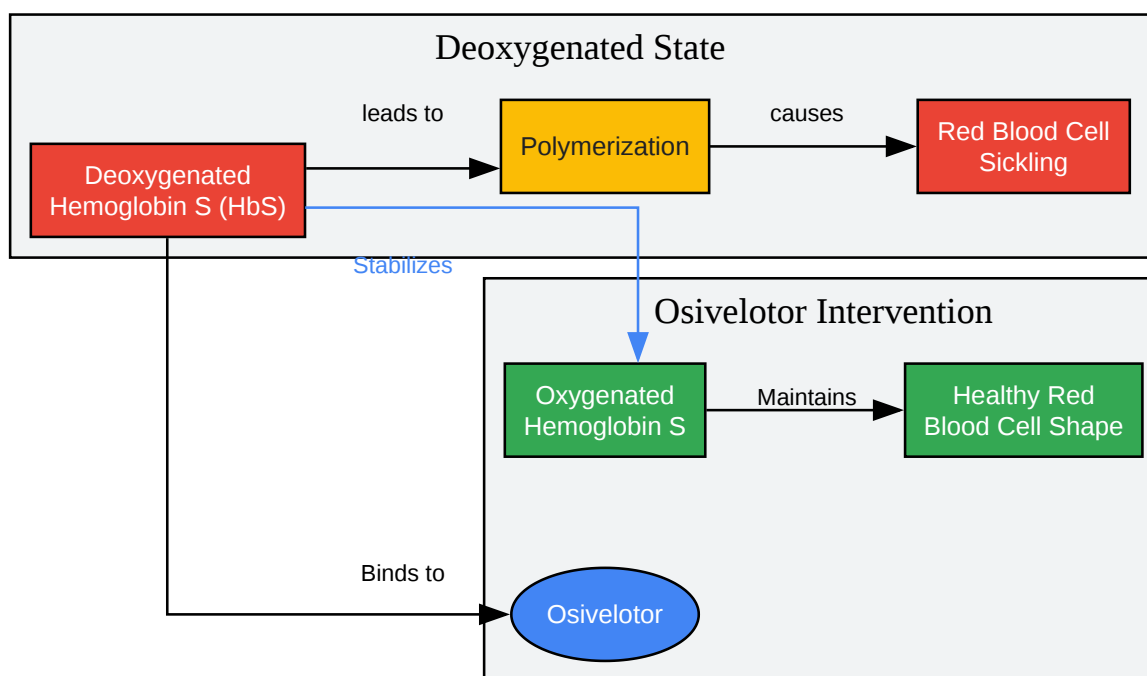 Deoxygenated State
leads to
causes
Deoxygenated
Hemoglobin S (HbS)
Polymerization
Red Blood Cell
Sickling
Stabilizes
Osivelotor Intervention
Oxygenated
Hemoglobin S
Maintains
Healthy Red
Blood Cell Shape
Binds to
Osivelotor